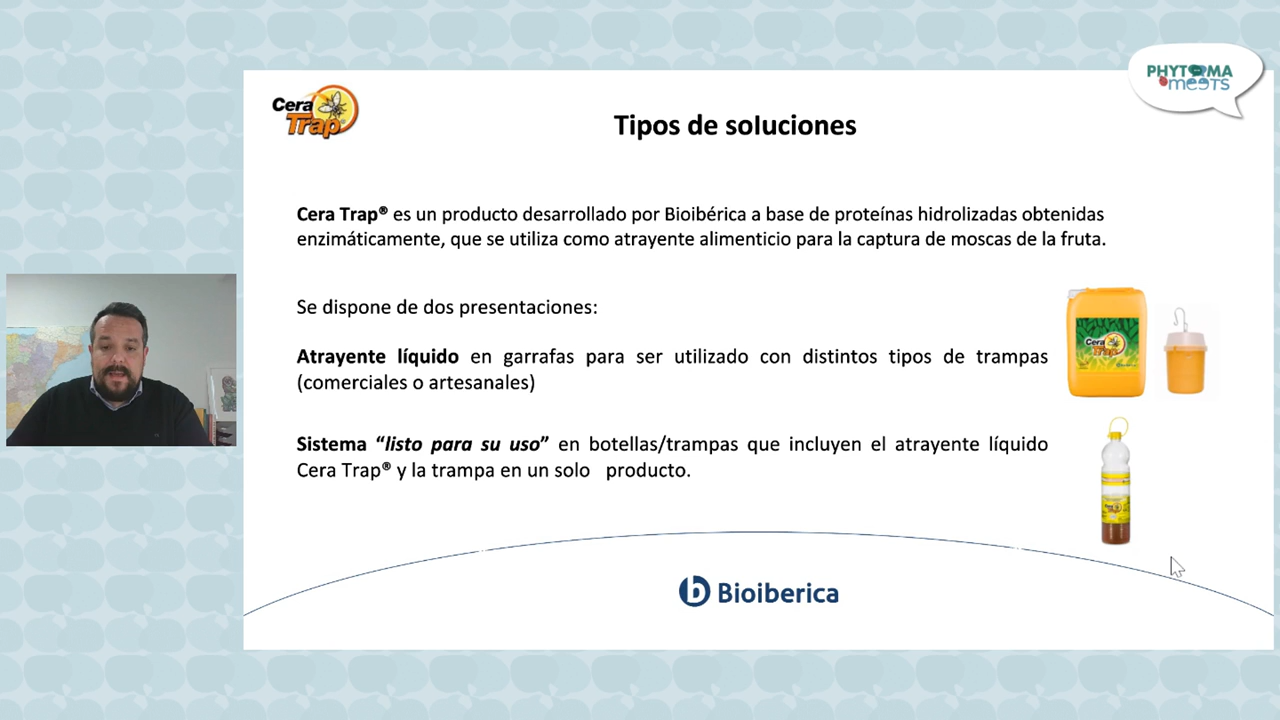 PHYTOMA
meets
Cera
Trap
Tipos de soluciones
Cera Trap® es un producto desarrollado por Bioibérica a base de proteínas hidrolizadas obtenidas
enzimáticamente, que se utiliza como atrayente alimenticio para la captura de moscas de la fruta.
Se dispone de dos presentaciones:
Atrayente líquido en garrafas para ser utilizado con distintos tipos de trampas
(comerciales o artesanales)
Cera
Trap
Sistema “listo para su uso” en botellas/trampas que incluyen el atrayente líquido
Cera Trap® y la trampa en un solo producto.
Bioiberica